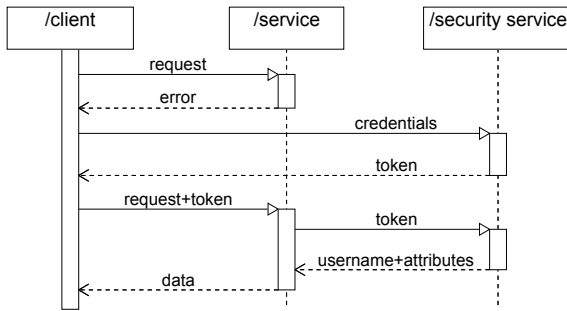 /client
/service
/security service
request
error
credentials
token
request+token
token
username+attributes
data